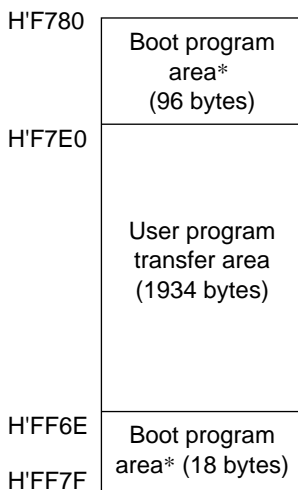 H'F780
Boot program
area*
(96 bytes)
H'F7E0
User program
transfer area
(1934 bytes)
H'FF6E
Boot program
area* (18 bytes)
H'FF7F